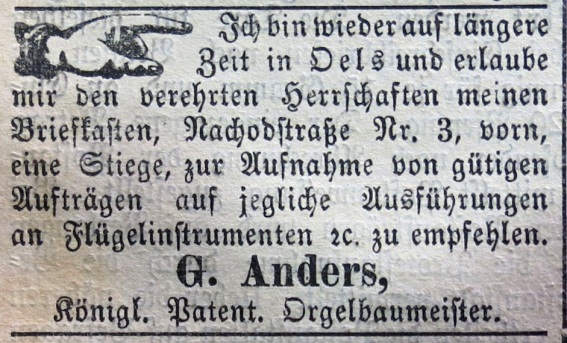 Ich bin wieder auf längere
Zeit in Oels und erlaube
mir den verehrten Herrschaften meinen
Briefkasten, Nachodstraße Nr. 3, vorn,
eine Stiege, zur Aufnahme von gütigen
Aufträgen auf jegliche Ausführungen
an Flügelinstrumenten ꝛc. zu empfehlen.
G. Anders,
Königl. Patent. Orgelbaumeister.